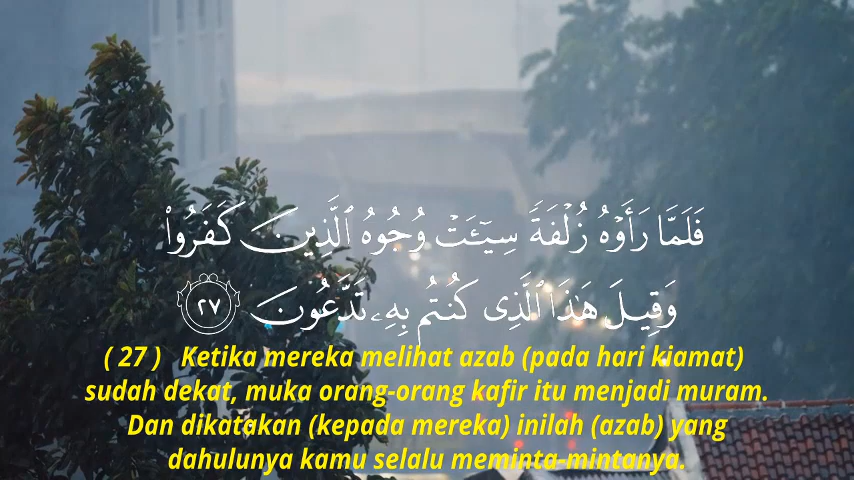 فَلَمَّا رَأَوْهُ زُلْفَةً سِيٓـَٔتْ وُجُوهُ ٱلَّذِينَ كَفَرُوا۟
وَقِيلَ هَٰذَا ٱلَّذِى كُنتُم بِهِۦ تَدَّعُونَ ٢٧
( 27 ) Ketika mereka melihat azab (pada hari kiamat)
sudah dekat, muka orang-orang kafir itu menjadi muram.
Dan dikatakan (kepada mereka) inilah (azab) yang
dahulunya kamu selalu meminta-mintanya.